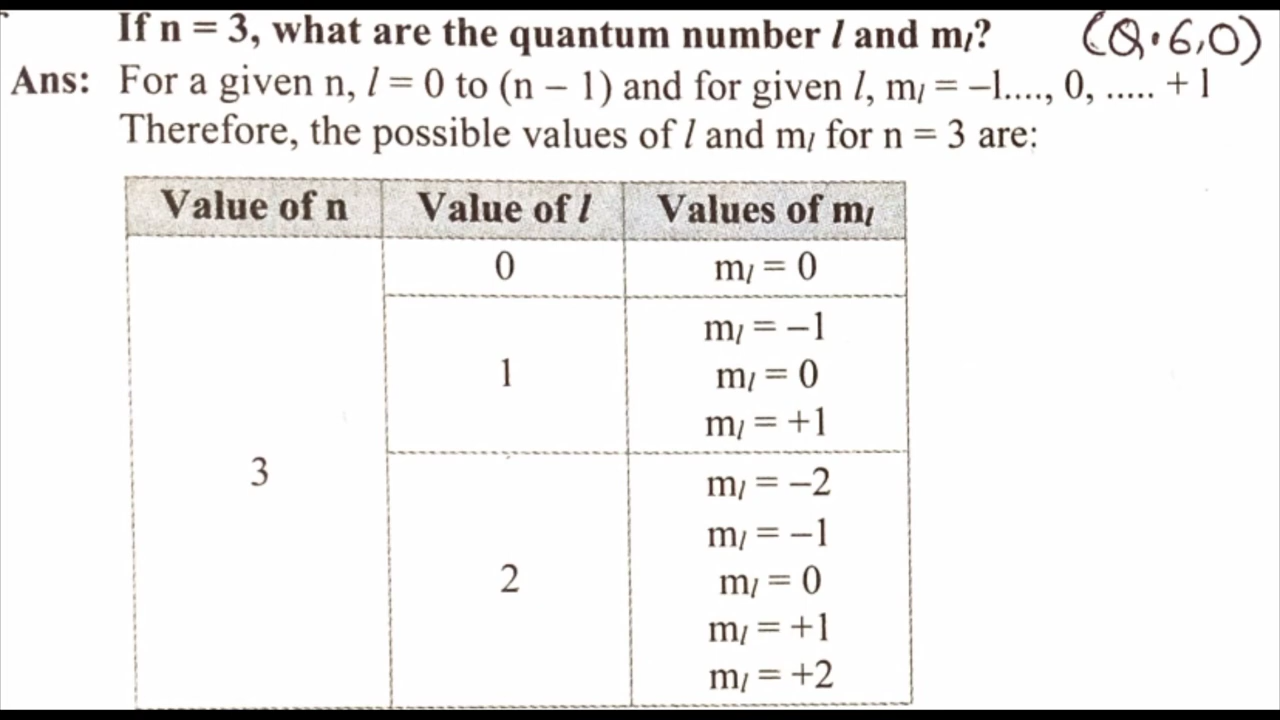 If n = 3, what are the quantum number l and mₗ? (Q.6,O)
Ans: For a given n, l = 0 to (n – 1) and for given l, mₗ = –1...., 0, ..... + 1
Therefore, the possible values of l and mₗ for n = 3 are:
Value of n Value of l Values of mₗ
0 mₗ = 0
mₗ = –1
1 mₗ = 0
mₗ = +1
3
mₗ = –2
mₗ = –1
2 mₗ = 0
mₗ = +1
mₗ = +2